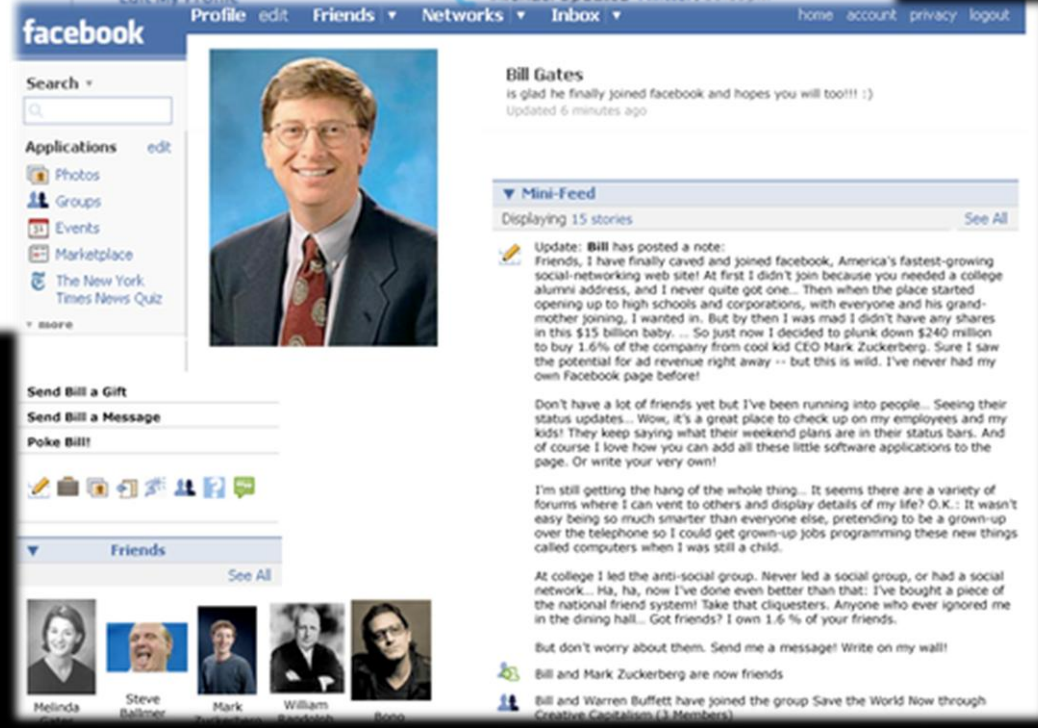 Profile edit Friends Networks Inbox home account privacy logout
facebook
Search
Applications edit
Photos
Groups
Events
Marketplace
The New York
Times News Quiz
more
Send Bill a Gift
Send Bill a Message
Poke Bill!
Friends
See All
Melinda
Steve
Ballmer
Mark
Zuckerberg
William
Randolph
Bono
Bill Gates
is glad he finally joined facebook and hopes you will too!!! :)
Updated 6 minutes ago
Mini-Feed
Displaying 15 stories See All
Update: Bill has posted a note:
Friends, I have finally caved and joined facebook, America's fastest-growing
social-networking web site! At first I didn't join because you needed a college
alumni address, and I never quite got one... Then when the place started
opening up to high schools and corporations, with everyone and his grand-
mother joining, I wanted in. But by then I was mad I didn't have any shares
in this $15 billion baby. ... So just now I decided to plunk down $240 million
to buy 1.6% of the company from cool kid CEO Mark Zuckerberg. Sure I saw
the potential for ad revenue right away -- but this is wild. I've never had my
own Facebook page before!
Don't have a lot of friends yet but I've been running into people... Seeing their
status updates... Wow, it's a great place to check up on my employees and my
kids! They keep saying what their weekend plans are in their status bars. And
of course I love how you can add all these little software applications to the
page. Or write your very own!
I'm still getting the hang of the whole thing... It seems there are a variety of
forums where I can vent to others and display details of my life? O.K.: It wasn't
easy being so much smarter than everyone else, pretending to be a grown-up
over the telephone so I could get grown-up jobs programming these new things
called computers when I was still a child.
At college I led the anti-social group. Never led a social group, or had a social
network... Ha, ha, now I've done even better than that: I've bought a piece of
the national friend system! Take that cliquesters. Anyone who ever ignored me
in the dining hall... Got friends? I own 1.6 % of your friends.
But don't worry about them. Send me a message! Write on my wall!
Bill and Mark Zuckerberg are now friends
Bill and Warren Buffett have joined the group Save the World Now through
Creative Capitalism (3 Members)